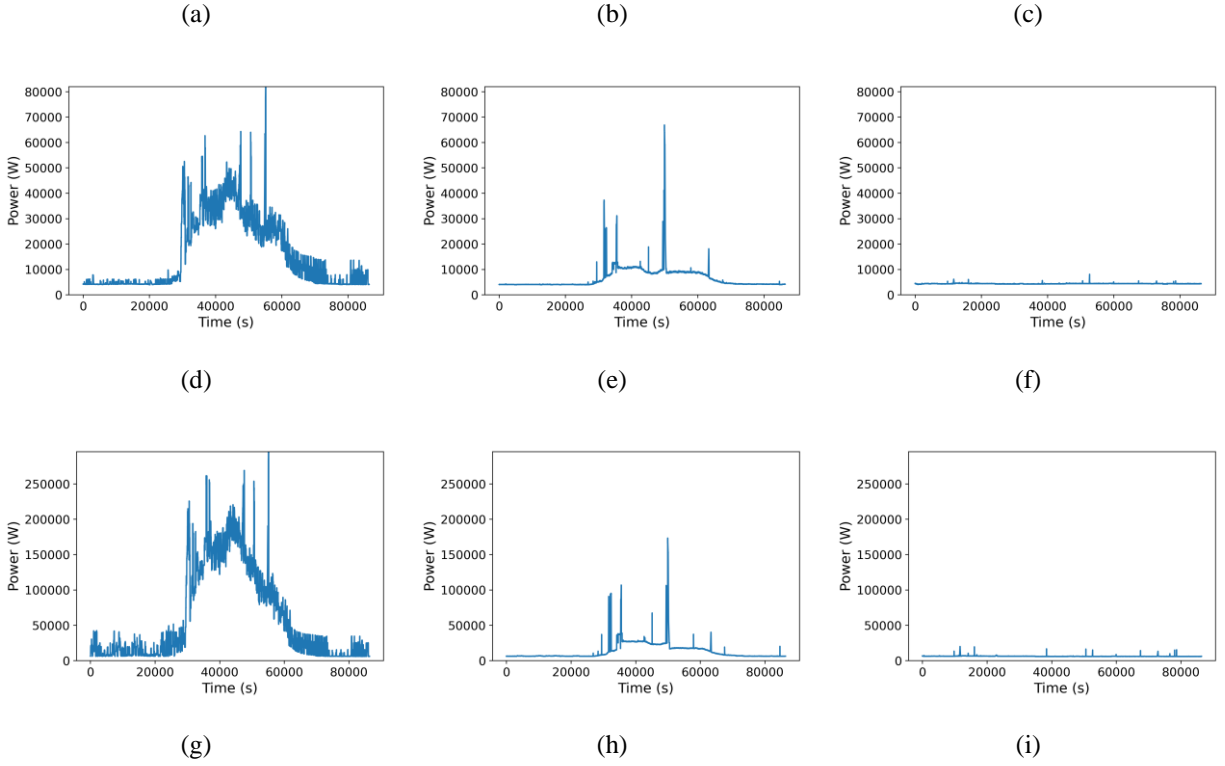 (a) (b) (c)
80000 80000 80000
70000 70000 70000
60000 60000 60000
50000 50000 50000
40000 40000 40000
30000 30000 30000
20000 20000 20000
10000 10000 10000
0 0 0
Power (W) Power (W) Power (W)
0 20000 40000 60000 80000 0 20000 40000 60000 80000 0 20000 40000 60000 80000
Time (s) Time (s) Time (s)
(d) (e) (f)
250000 250000 250000
200000 200000 200000
150000 150000 150000
100000 100000 100000
50000 50000 50000
0 0 0
Power (W) Power (W) Power (W)
0 20000 40000 60000 80000 0 20000 40000 60000 80000 0 20000 40000 60000 80000
Time (s) Time (s) Time (s)
(g) (h) (i)